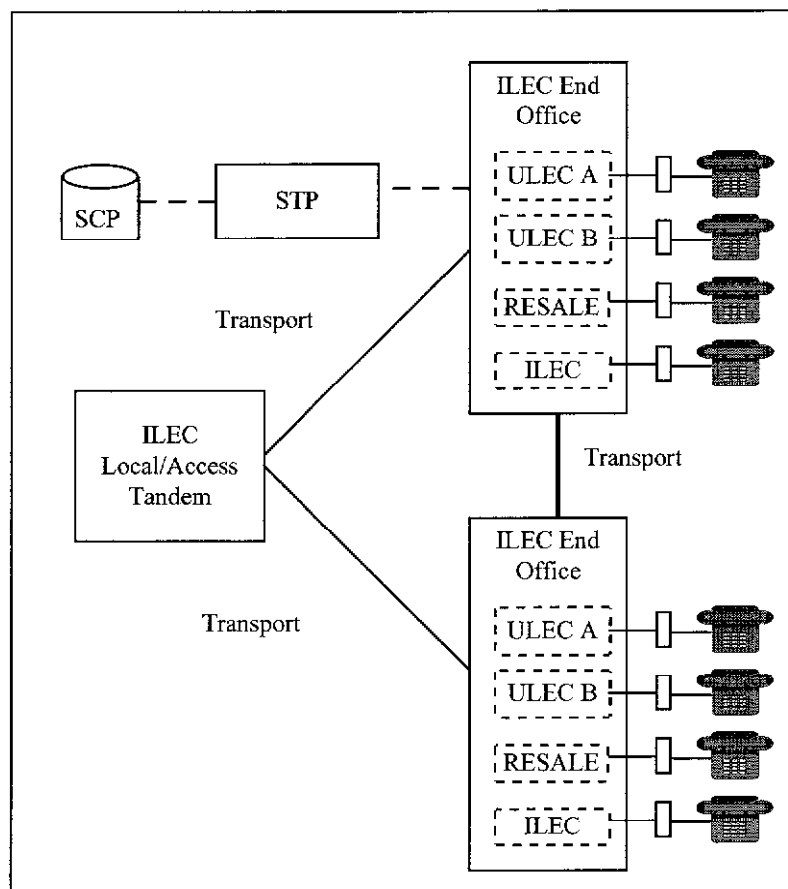 ILEC End
Office
ULEC A
ULEC B
RESALE
ILEC
SCP
STP
Transport
ILEC
Local/Access
Tandem
Transport
Transport
ILEC End
Office
ULEC A
ULEC B
RESALE
ILEC